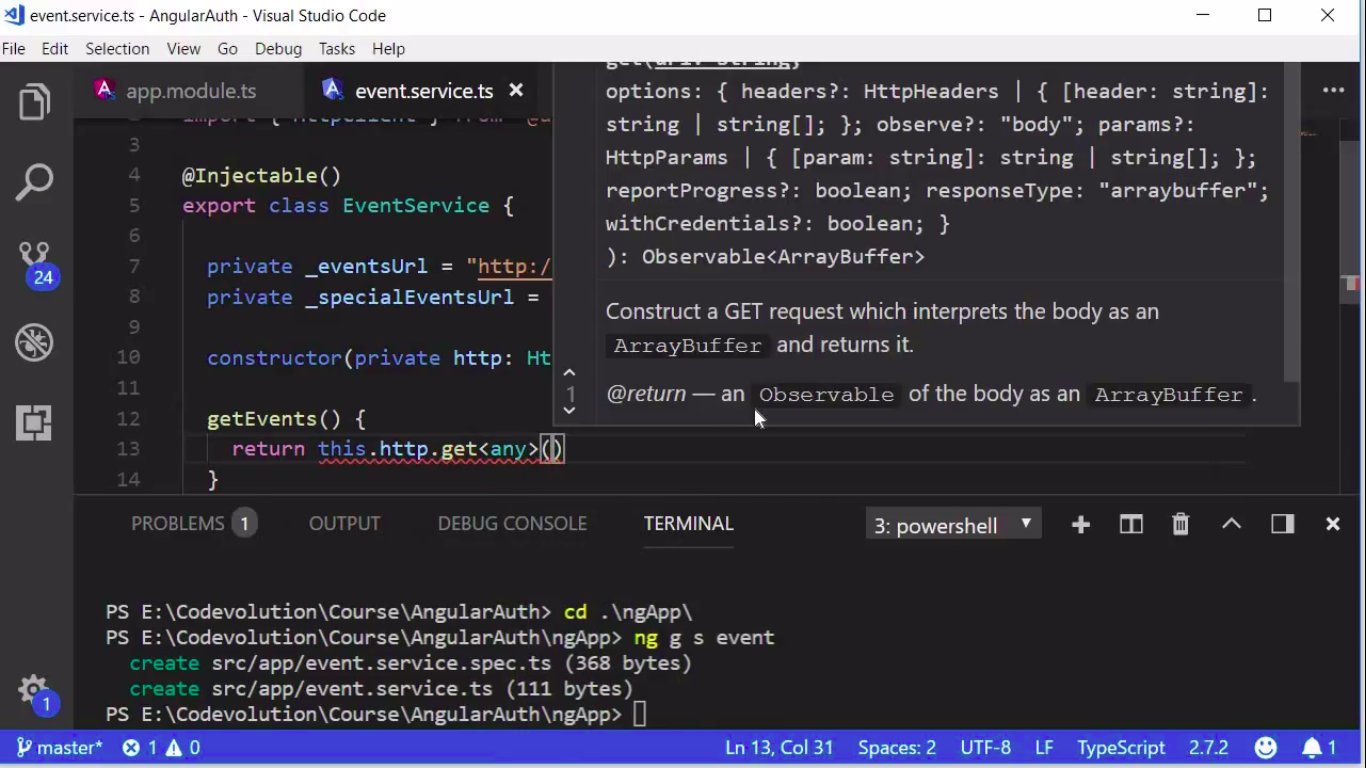 event.service.ts - AngularAuth - Visual Studio Code
File Edit Selection View Go Debug Tasks Help
app.module.ts event.service.ts
import { HttpClient } from
3
4 @Injectable()
5 export class EventService {
6
7 private _eventsUrl = "http:/
8 private _specialEventsUrl =
9
10 constructor(private http: Ht
11
12 getEvents() {
13 return this.http.get<any>()
14 }
get(url: string,
options: { headers?: HttpHeaders | { [header: string]:
string | string[]; }; observe?: "body"; params?:
HttpParams | { [param: string]: string | string[]; };
reportProgress?: boolean; responseType: "arraybuffer";
withCredentials?: boolean; }
): Observable<ArrayBuffer>
Construct a GET request which interprets the body as an
ArrayBuffer and returns it.
1
@return — an Observable of the body as an ArrayBuffer.
24
1
PROBLEMS 1 OUTPUT DEBUG CONSOLE TERMINAL 3: powershell
PS E:\Codevolution\Course\AngularAuth> cd .\ngApp\
PS E:\Codevolution\Course\AngularAuth\ngApp> ng g s event
create src/app/event.service.spec.ts (368 bytes)
create src/app/event.service.ts (111 bytes)
PS E:\Codevolution\Course\AngularAuth\ngApp>
master* 1 0 Ln 13, Col 31 Spaces: 2 UTF-8 LF TypeScript 2.7.2 1